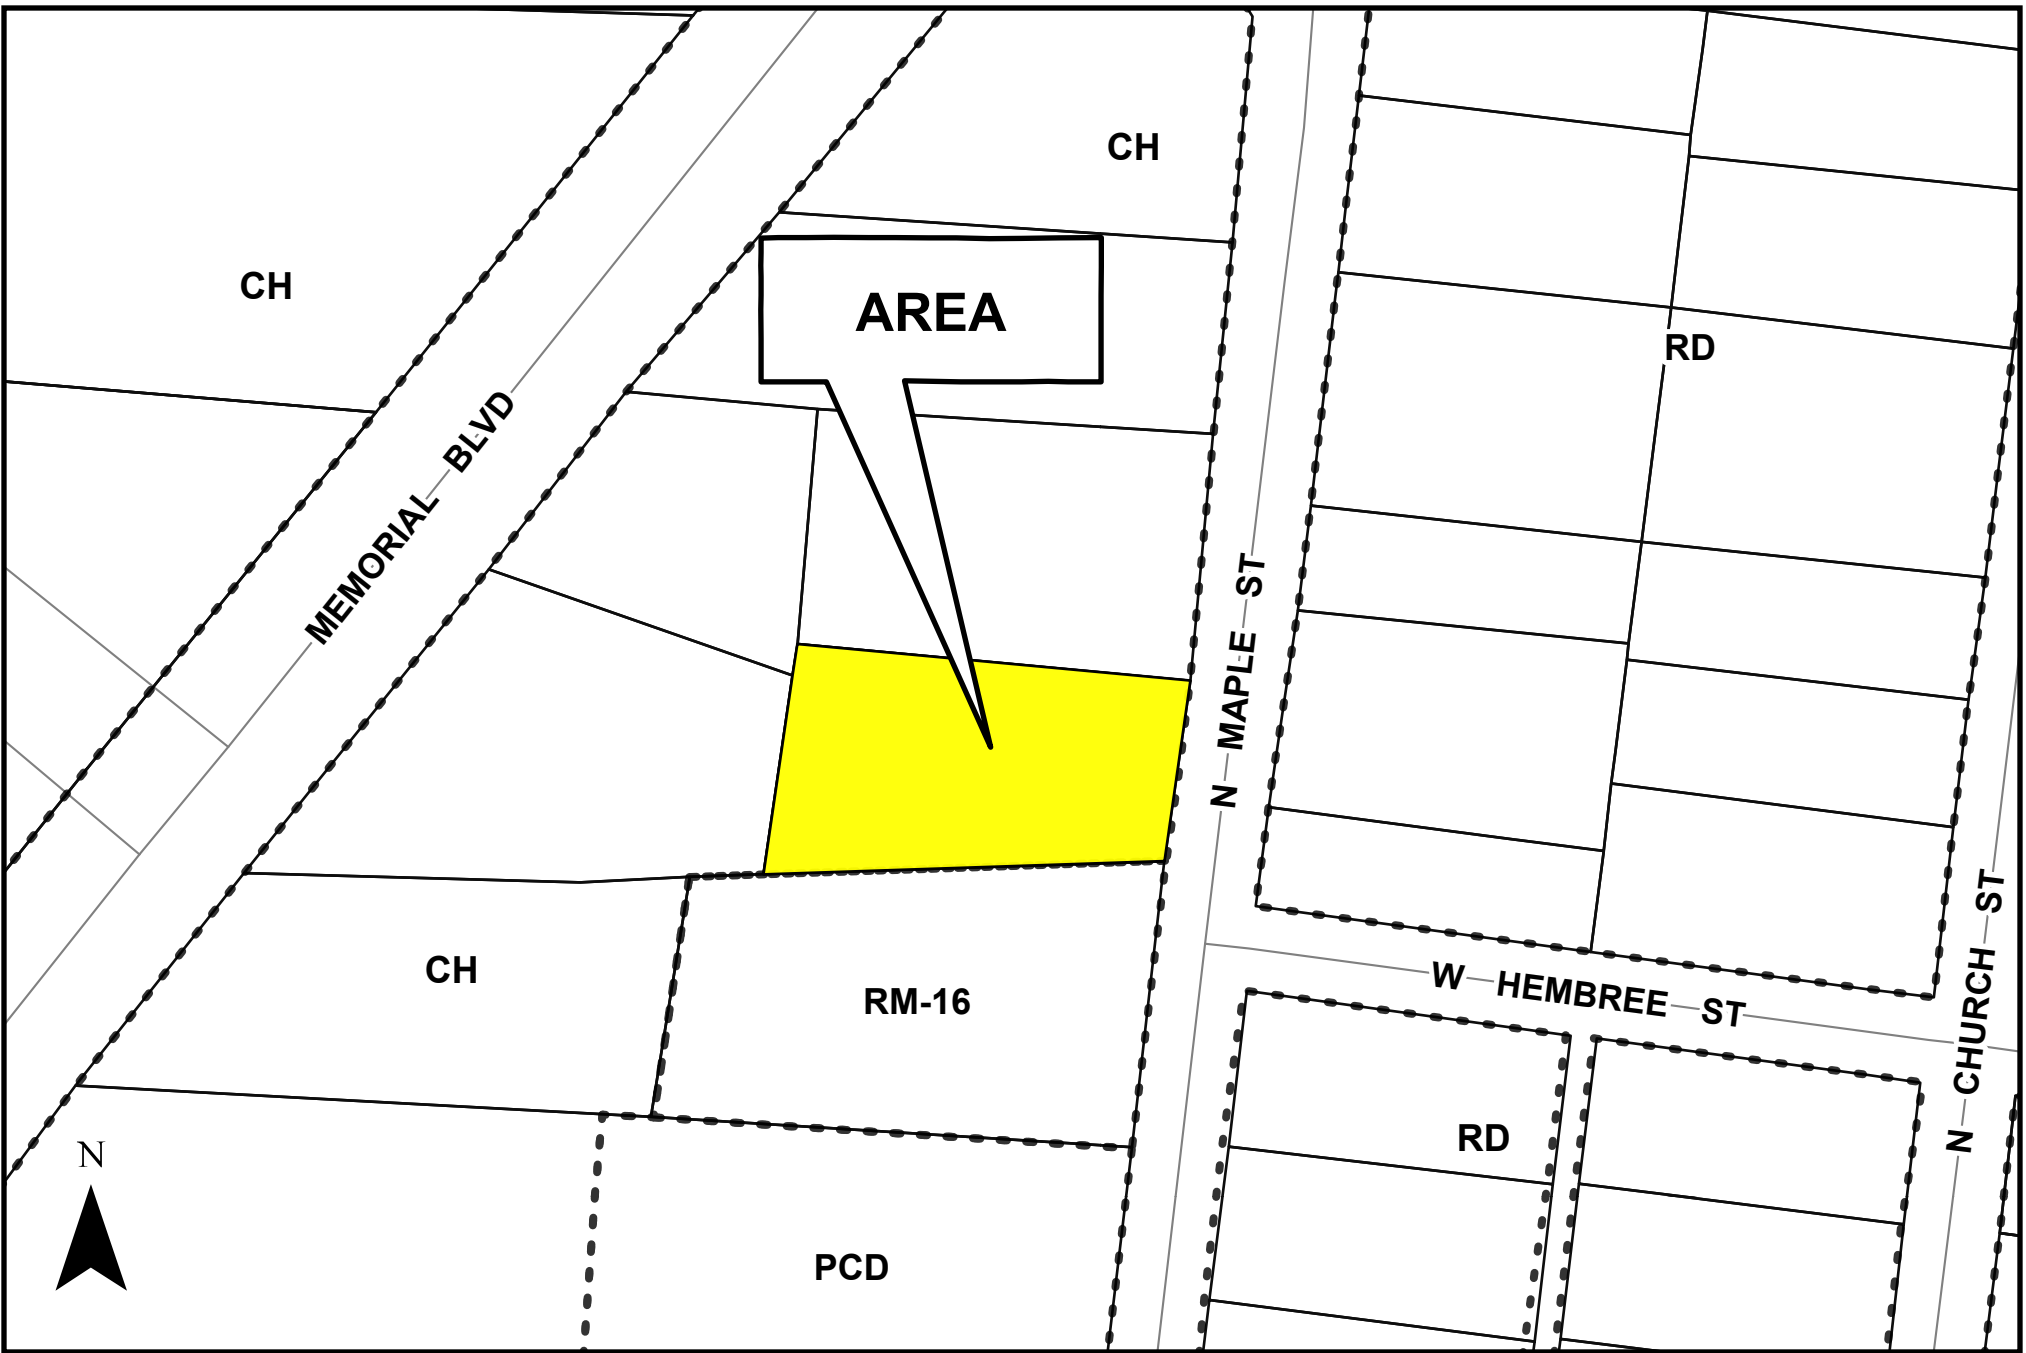 CH
CH
AREA
RD
MEMORIAL BLVD
N MAPLE ST
N CHURCH ST
CH
W HEMBREE ST
RM-16
RD
N
PCD